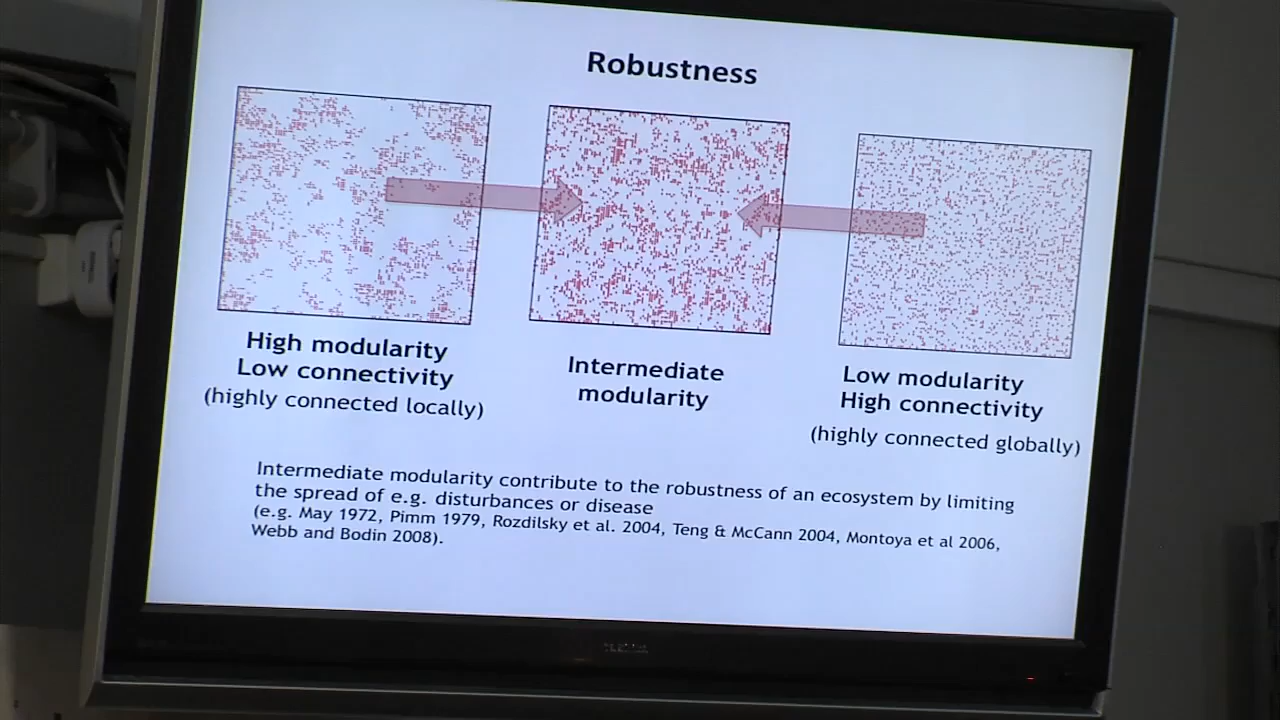 Robustness
High modularity
Low connectivity
(highly connected locally)
Intermediate
modularity
Low modularity
High connectivity
(highly connected globally)
Intermediate modularity contribute to the robustness of an ecosystem by limiting
the spread of e.g. disturbances or disease
(e.g. May 1972, Pimm 1979, Rozdilsky et al. 2004, Teng & McCann 2004, Montoya et al 2006,
Webb and Bodin 2008).